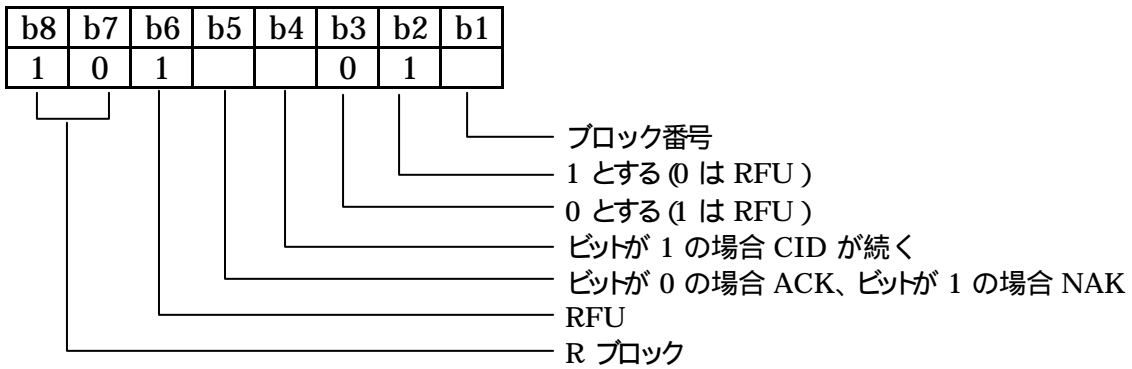 b8 b7 b6 b5 b4 b3 b2 b1
1 0 1 0 1
ブロック番号
1 とする (0 は RFU )
0 とする (1 は RFU )
ビットが 1 の場合 CID が続く
ビットが 0 の場合 ACK、ビットが 1 の場合 NAK
RFU
R ブロック